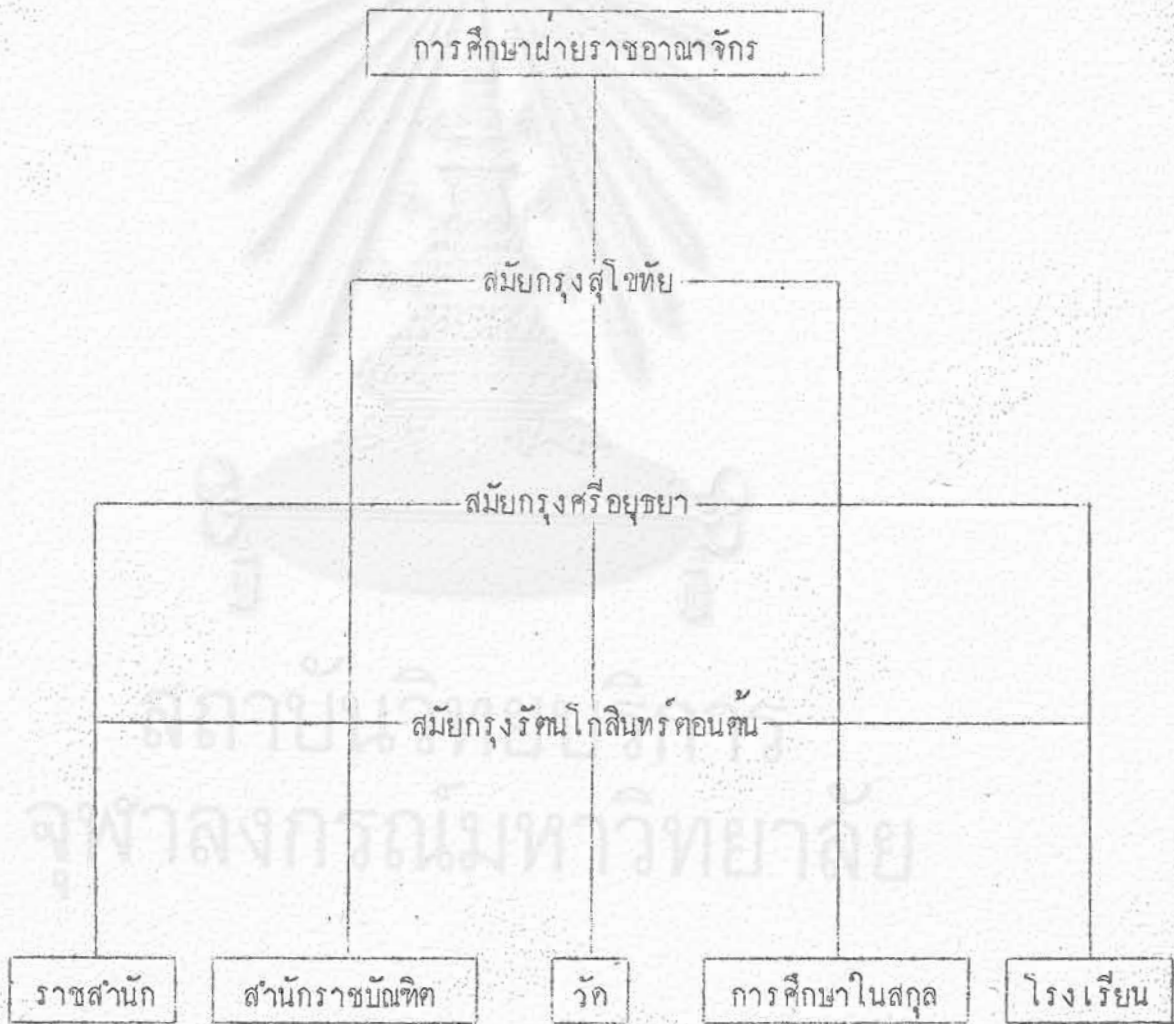 การศึกษาฝ่ายราชอาณาจักร
สมัยกรุงสุโขทัย
สมัยกรุงศรีอยุธยา
สมัยกรุงรัตนโกสินทร์ตอนต้น
สถาบันวิทยบริการ
จุฬาลงกรณ์มหาวิทยาลัย
ราชสำนัก
สำนักราชบัณฑิต
วัด
การศึกษาในสกุล
โรงเรียน